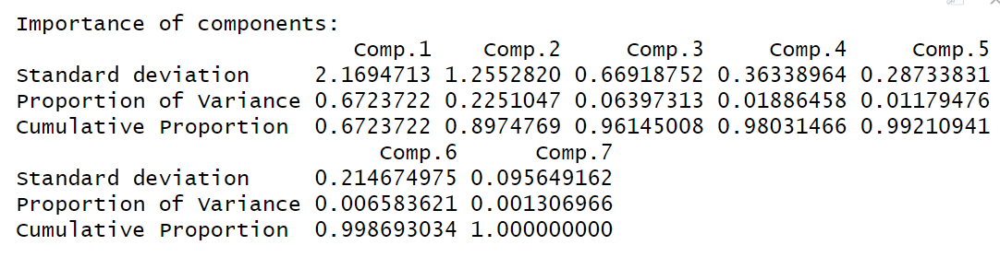 Importance of components:
Comp.1 Comp.2 Comp.3 Comp.4 Comp.5
Standard deviation 2.1694713 1.2552820 0.66918752 0.36338964 0.28733831
Proportion of Variance 0.6723722 0.2251047 0.06397313 0.01886458 0.01179476
Cumulative Proportion 0.6723722 0.8974769 0.96145008 0.98031466 0.99210941
Comp.6 Comp.7
Standard deviation 0.214674975 0.095649162
Proportion of Variance 0.006583621 0.001306966
Cumulative Proportion 0.998693034 1.000000000